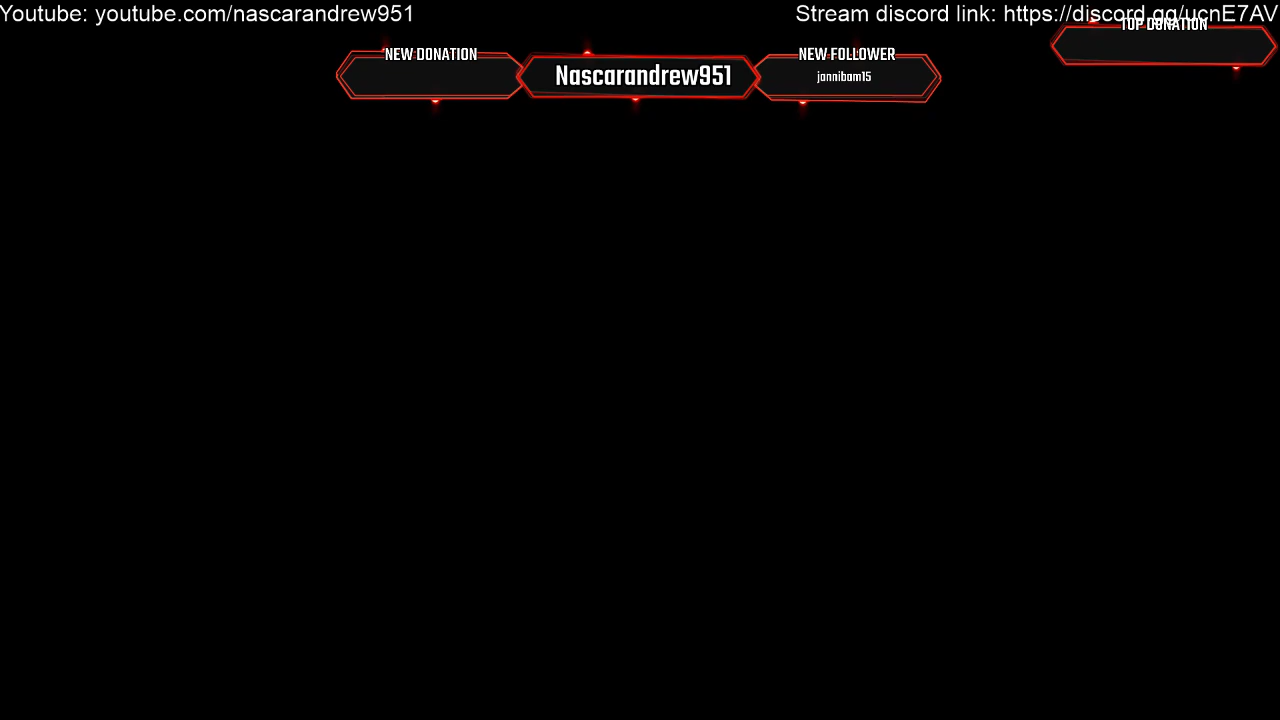 Youtube: youtube.com/nascarandrew951
Stream discord link: https://discord.gg/ucnE7AV
TOP DONATION
NEW DONATION
Nascarandrew951
NEW FOLLOWER
jannibam15